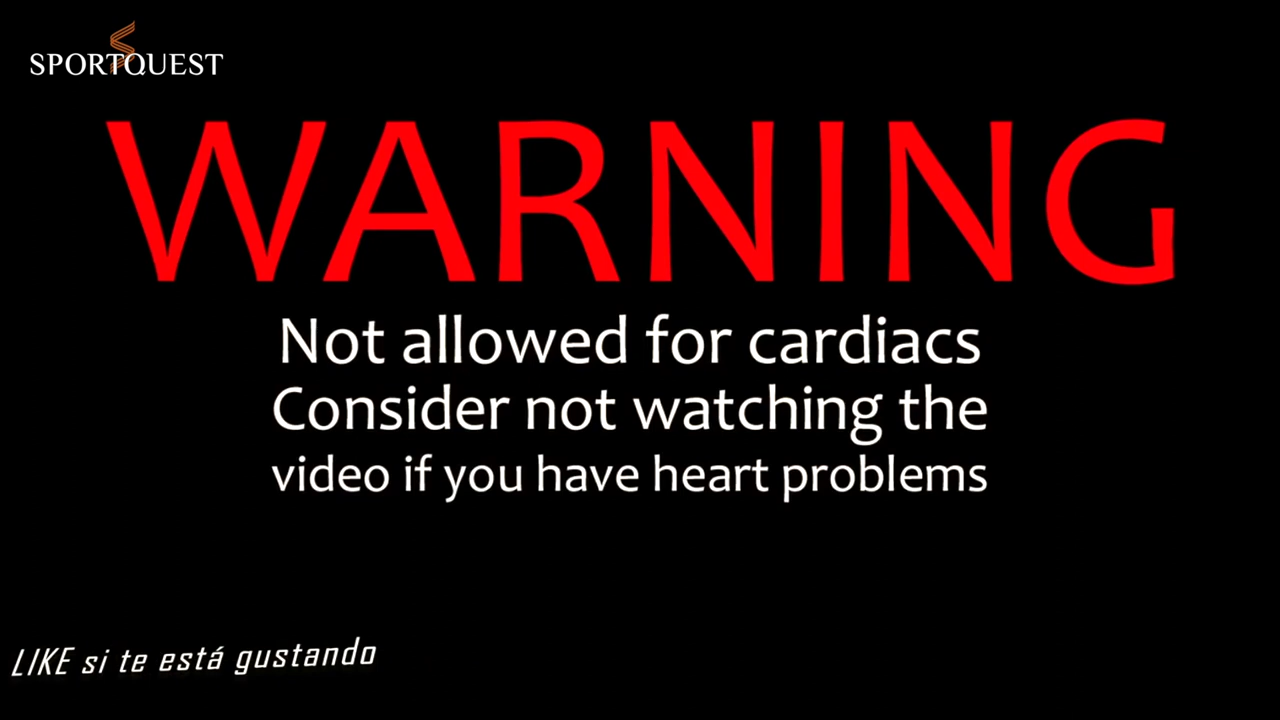 SPORTQUEST
WARNING
Not allowed for cardiacs
Consider not watching the
video if you have heart problems
LIKE si te está gustando